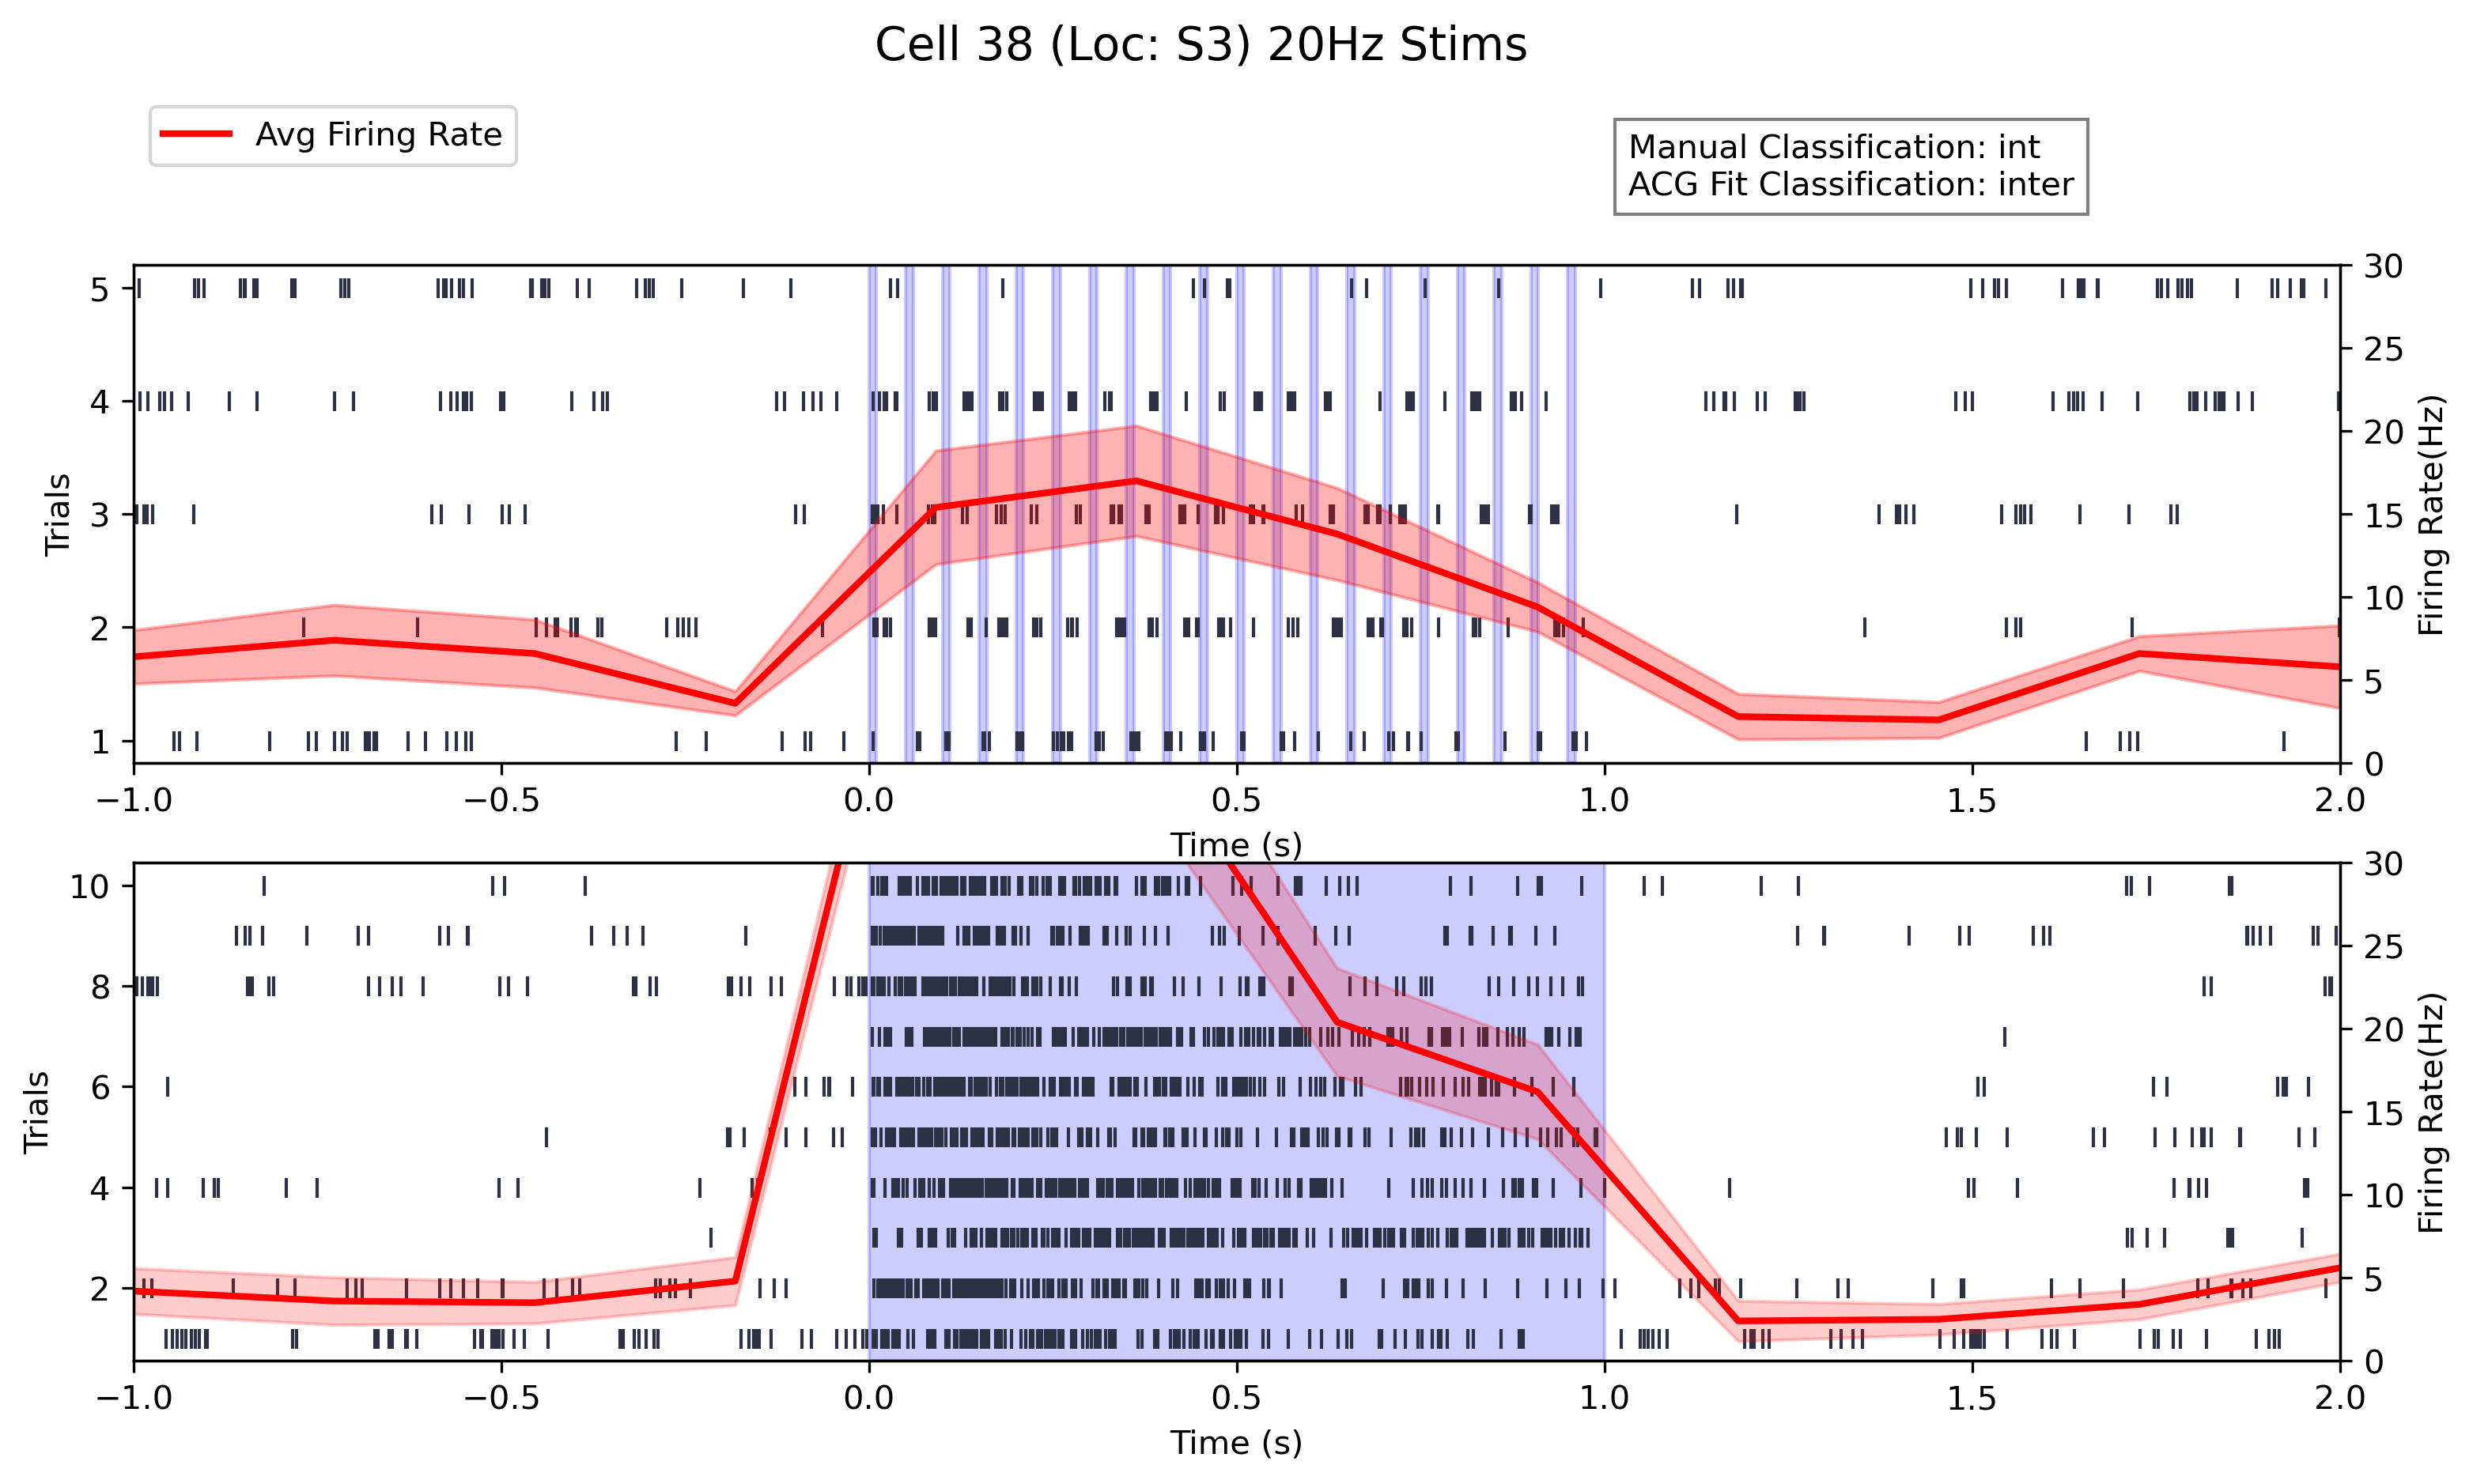 Cell 38 (Loc: S3) 20Hz Stims
Avg Firing Rate
Manual Classification: int
ACG Fit Classification: inter
5
4
3
2
1
Trials
30
25
20
15
10
5
0
Firing Rate(Hz)
−1.0 −0.5 0.0 0.5 1.0 1.5 2.0
Time (s)
10
8
6
4
2
Trials
30
25
20
15
10
5
0
Firing Rate(Hz)
−1.0 −0.5 0.0 0.5 1.0 1.5 2.0
Time (s)